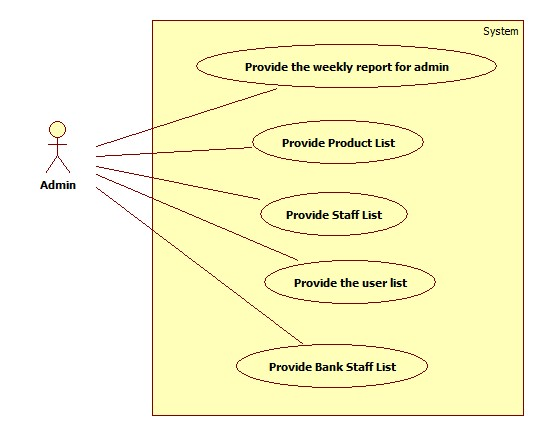 System
Provide the weekly report for admin
Provide Product List
Admin
Provide Staff List
Provide the user list
Provide Bank Staff List